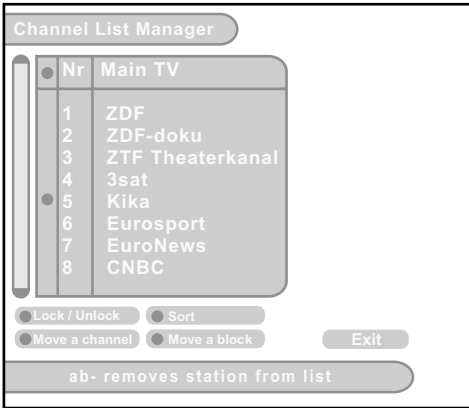 Channel List Manager
Nr Main TV
1 ZDF
2 ZDF-doku
3 ZTF Theaterkanal
4 3sat
5 Kika
6 Eurosport
7 EuroNews
8 CNBC
Lock / Unlock Sort
Move a channel Move a block Exit
ab- removes station from list